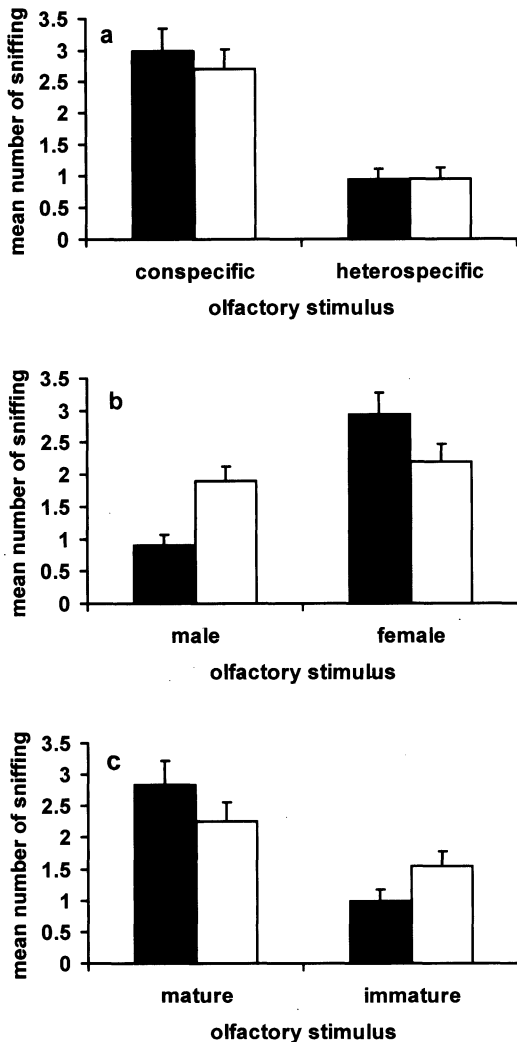 a
mean number of sniffing
3.5
3
2.5
2
1.5
1
0.5
0
conspecific heterospecific
olfactory stimulus
b
mean number of sniffing
3.5
3
2.5
2
1.5
1
0.5
0
male female
olfactory stimulus
c
mean number of sniffing
3.5
3
2.5
2
1.5
1
0.5
0
mature immature
olfactory stimulus